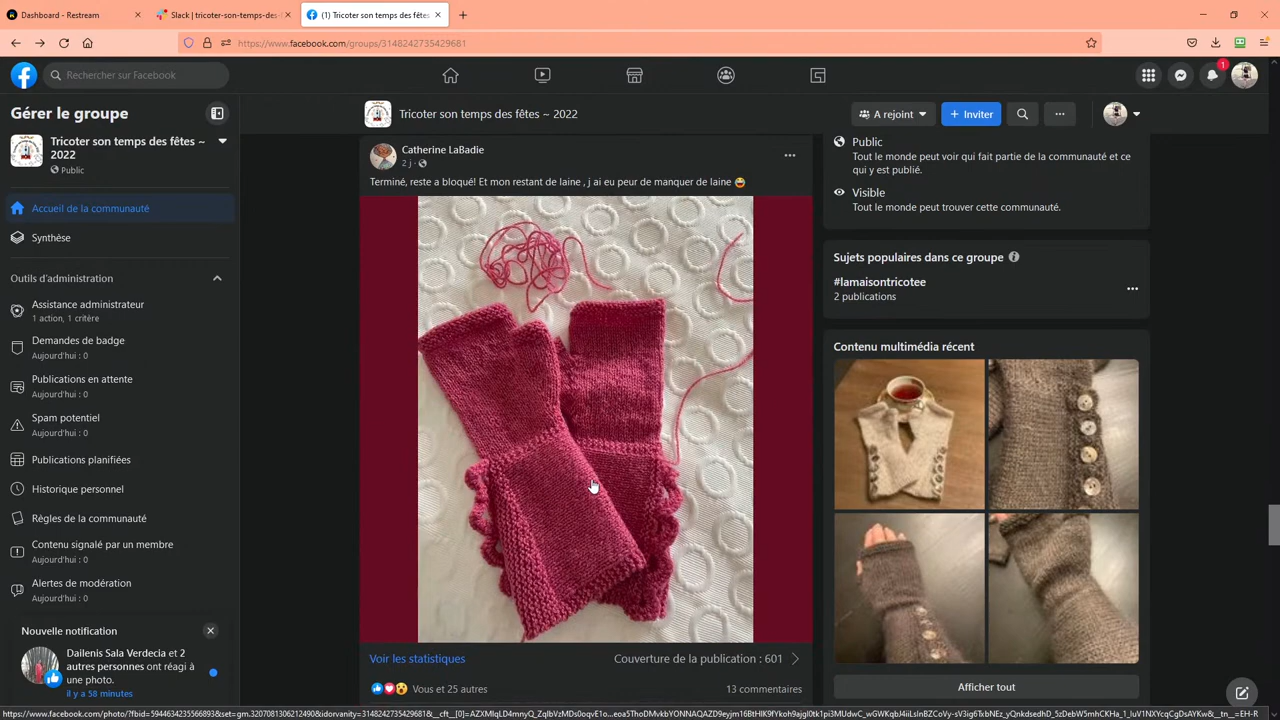 Dashboard - Restream
Slack | tricoter-son-temps-des-f
(1) Tricoter son temps des fêtes
https://www.facebook.com/groups/3148242735429681
Rechercher sur Facebook
1
Gérer le groupe
Tricoter son temps des fêtes ~ 2022
Public
Accueil de la communauté
Synthèse
Outils d'administration
Assistance administrateur
1 action, 1 critère
Demandes de badge
Aujourd'hui : 0
Publications en attente
Aujourd'hui : 0
Spam potentiel
Aujourd'hui : 0
Publications planifiées
Historique personnel
Règles de la communauté
Contenu signalé par un membre
Aujourd'hui : 0
Alertes de modération
Aujourd'hui : 0
Nouvelle notification
Dailenis Sala Verdecia et 2
autres personnes ont réagi à
une photo.
il y a 58 minutes
Tricoter son temps des fêtes ~ 2022
A rejoint
Inviter
Catherine LaBadie
2 j
Terminé, reste a bloqué! Et mon restant de laine , j ai eu peur de manquer de laine 😂
Voir les statistiques
Couverture de la publication : 601
Vous et 25 autres
13 commentaires
Public
Tout le monde peut voir qui fait partie de la communauté et ce
qui y est publié.
Visible
Tout le monde peut trouver cette communauté.
Sujets populaires dans ce groupe
#lamaisontricotee
2 publications
Contenu multimédia récent
Afficher tout